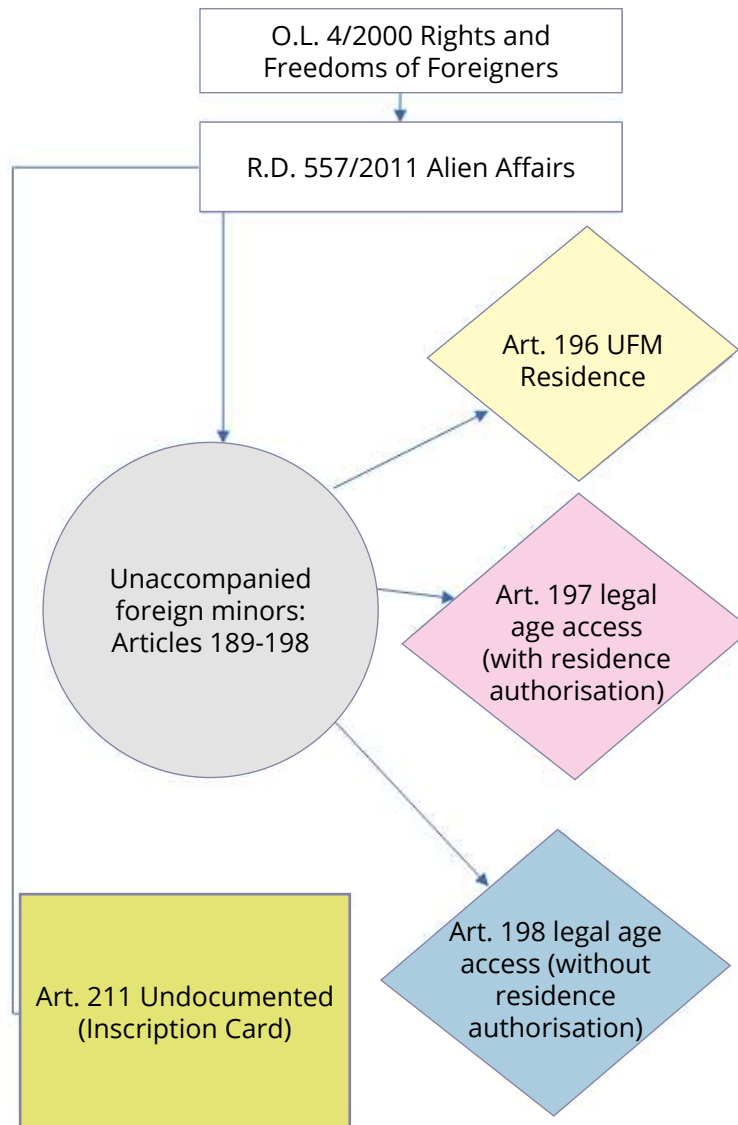 O.L. 4/2000 Rights and
Freedoms of Foreigners
R.D. 557/2011 Alien Affairs
Art. 196 UFM
Residence
Unaccompanied
foreign minors:
Articles 189-198
Art. 197 legal
age access
(with residence
authorisation)
Art. 198 legal age
access (without
residence
authorisation)
Art. 211 Undocumented
(Inscription Card)